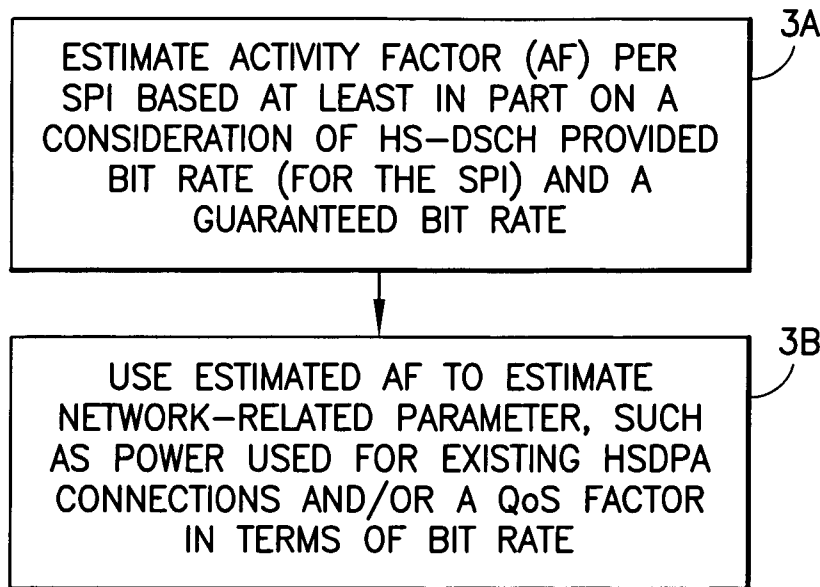 3A
ESTIMATE ACTIVITY FACTOR (AF) PER
SPI BASED AT LEAST IN PART ON A
CONSIDERATION OF HS-DSCH PROVIDED
BIT RATE (FOR THE SPI) AND A
GUARANTEED BIT RATE
3B
USE ESTIMATED AF TO ESTIMATE
NETWORK-RELATED PARAMETER, SUCH
AS POWER USED FOR EXISTING HSDPA
CONNECTIONS AND/OR A QoS FACTOR
IN TERMS OF BIT RATE